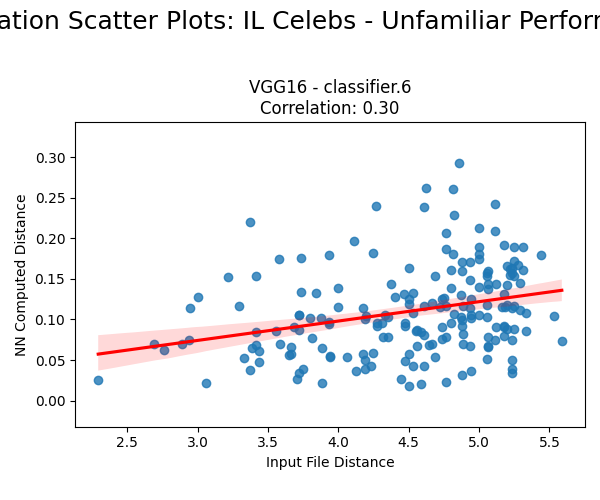 ation Scatter Plots: IL Celebs - Unfamiliar Perfor
VGG16 - classifier.6
Correlation: 0.30
NN Computed Distance
0.30
0.25
0.20
0.15
0.10
0.05
0.00
2.5 3.0 3.5 4.0 4.5 5.0 5.5
Input File Distance